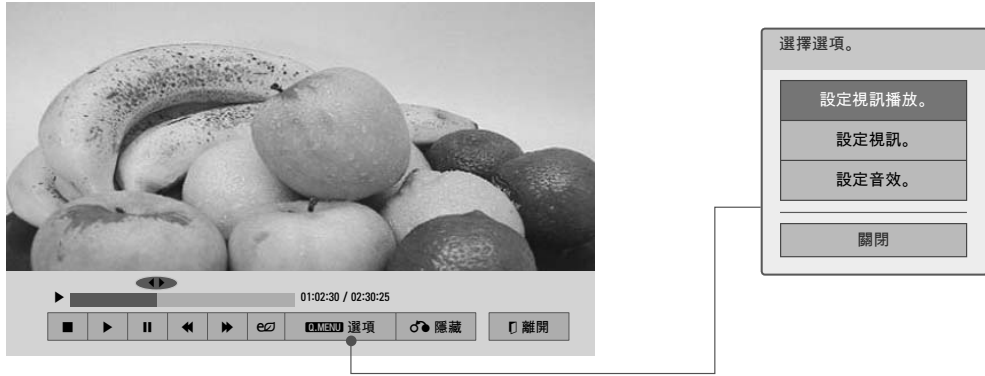 01:02:30 / 02:30:25
Q.MENU 選項
隱藏
離開
選擇選項。
設定視訊播放。
設定視訊。
設定音效。
關閉